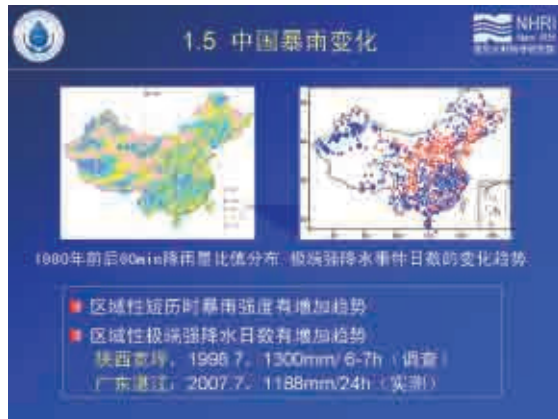 1.5 中国暴雨变化
NHRI
1980年前后60min降雨量比值分布 极端强降水事件日数的变化趋势
区域性短历时暴雨强度有增加趋势
区域性极端强降水日数有增加趋势
陕西宽坪，1998.7，1300mm/6-7h（调查）
广东湛江，2007.7，1188mm/24h（实测）